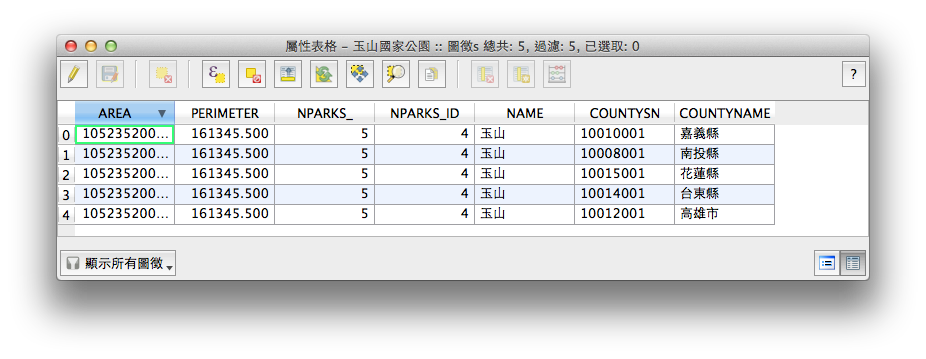 屬性表格 – 玉山國家公園 :: 圖徵s 總共: 5, 過濾: 5, 已選取: 0
ε ?
AREA PERIMETER NPARKS_ NPARKS_ID NAME COUNTYSN COUNTYNAME
0 105235200... 161345.500 5 4 玉山 10010001 嘉義縣
1 105235200... 161345.500 5 4 玉山 10008001 南投縣
2 105235200... 161345.500 5 4 玉山 10015001 花蓮縣
3 105235200... 161345.500 5 4 玉山 10014001 台東縣
4 105235200... 161345.500 5 4 玉山 10012001 高雄市
顯示所有圖徵